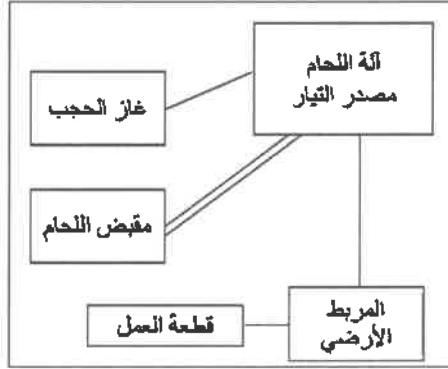 آلة اللحام
مصدر التيار
غاز الحجب
مقبض اللحام
المربط
الأرضي
قطعة العمل